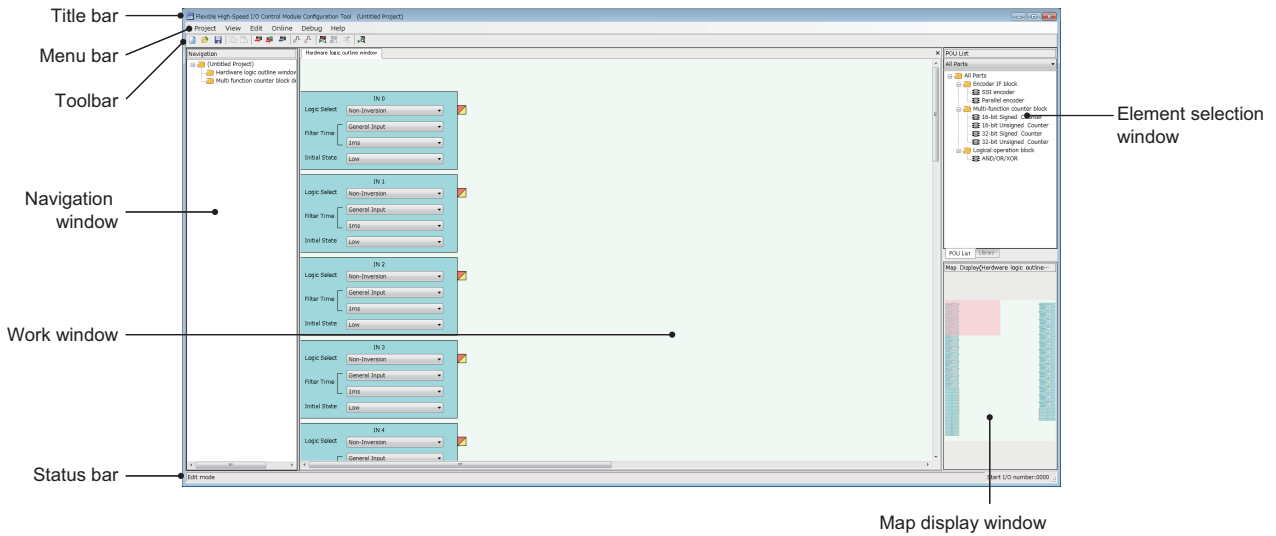 Title bar
Menu bar
Toolbar
Navigation
window
Work window
Status bar
Element selection
window
Map display window
Flexible High-Speed I/O Control Module Configuration Tool (Untitled Project)
Project View Edit Online Debug Help
Navigation
(Untitled Project)
Hardware logic outline window
Multi function counter block de
Hardware logic outline window
IN 0
Logic Select Non-Inversion
Filter Time General Input
1ms
Initial State Low
IN 1
Logic Select Non-Inversion
Filter Time General Input
1ms
Initial State Low
IN 2
Logic Select Non-Inversion
Filter Time General Input
1ms
Initial State Low
IN 3
Logic Select Non-Inversion
Filter Time General Input
1ms
Initial State Low
IN 4
Logic Select Non-Inversion
General Input
POU List
All Parts
All Parts
Encoder IF block
SSI encoder
Parallel encoder
Multi-function counter block
16-bit Signed Counter
16-bit Unsigned Counter
32-bit Signed Counter
32-bit Unsigned Counter
Logical operation block
AND/OR/XOR
POU List Library
Map Display(Hardware logic outline···
Edit mode
Start I/O number:0000